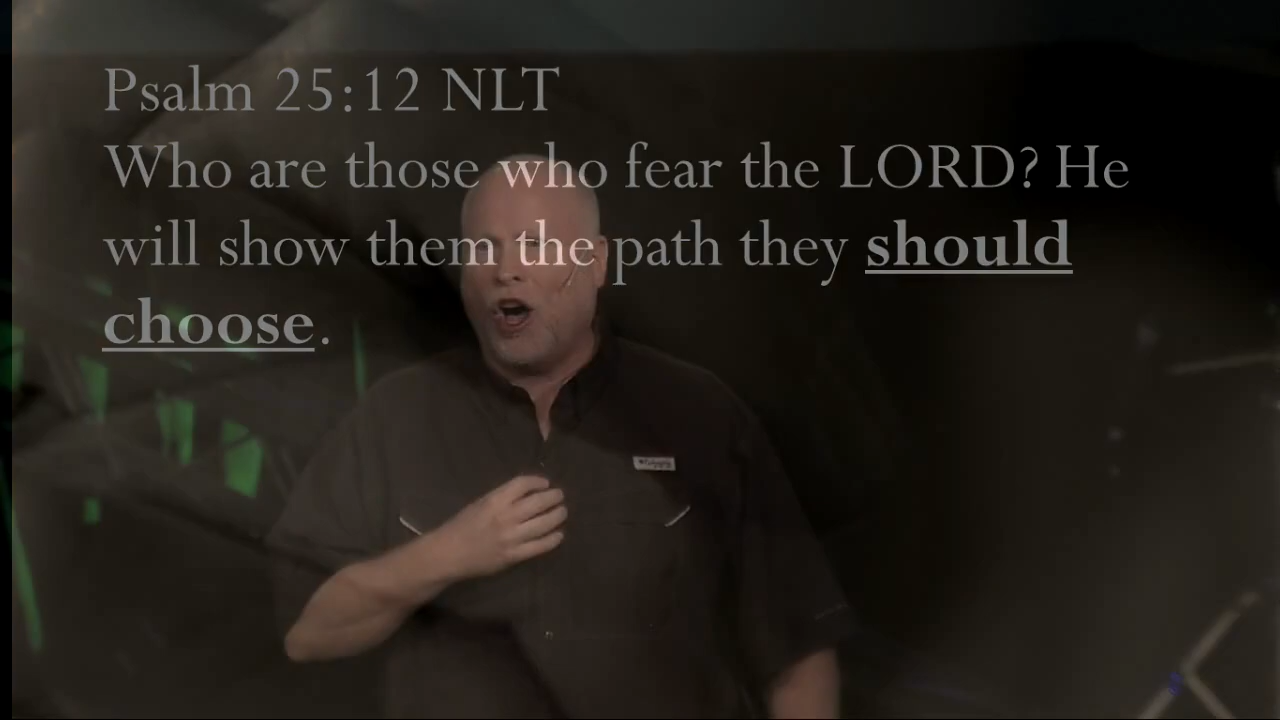 Psalm 25:12 NLT
Who are those who fear the LORD? He
will show them the path they should
choose.